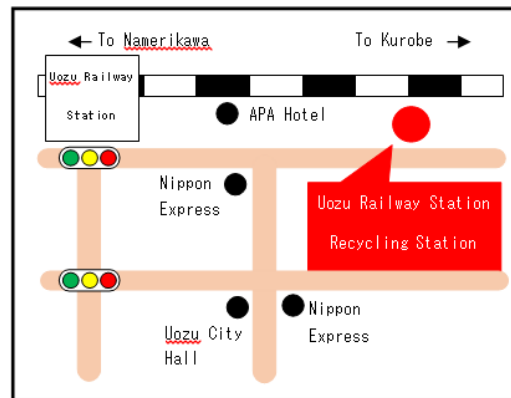 ← To Namerikawa
To Kurobe →
Uozu Railway
Station
APA Hotel
Nippon
Express
Uozu Railway Station
Recycling Station
Uozu City
Hall
Nippon
Express